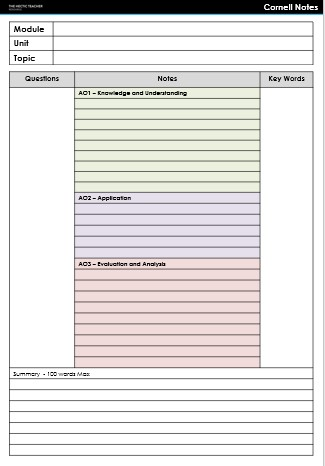 THE HECTIC TEACHER
Cornell Notes
Module
Unit
Topic
Questions Notes Key Words
AO1 – Knowledge and Understanding
AO2 – Application
AO3 – Evaluation and Analysis
Summary - 100 words Max